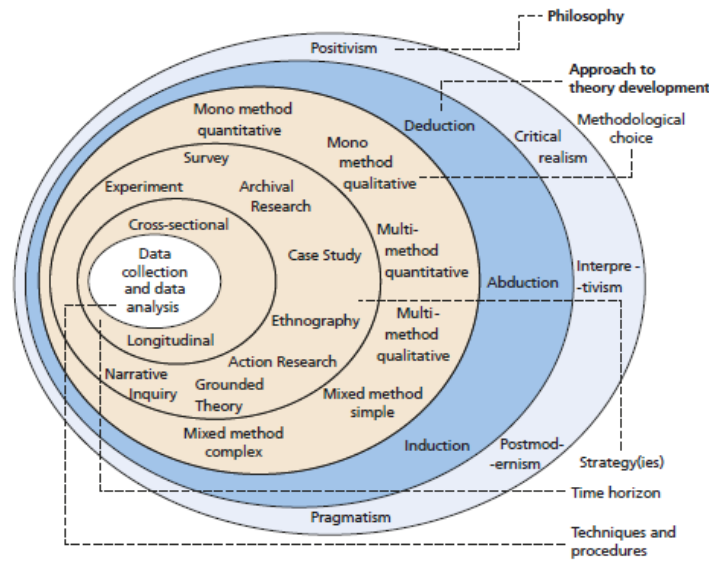 Philosophy
Positivism
Approach to
theory development
Mono method
quantitative
Deduction
Methodological
choice
Critical
realism
Mono
method
qualitative
Survey
Experiment
Archival
Research
Cross-sectional
Multi-
method
quantitative
Data
collection
and data
analysis
Case Study
Abduction
Interpre-
-tivism
Ethnography
Multi-
method
qualitative
Longitudinal
Action Research
Narrative
Inquiry
Grounded
Theory
Mixed method
simple
Mixed method
complex
Induction
Postmod-
-ernism
Strategy(ies)
Time horizon
Pragmatism
Techniques and
procedures